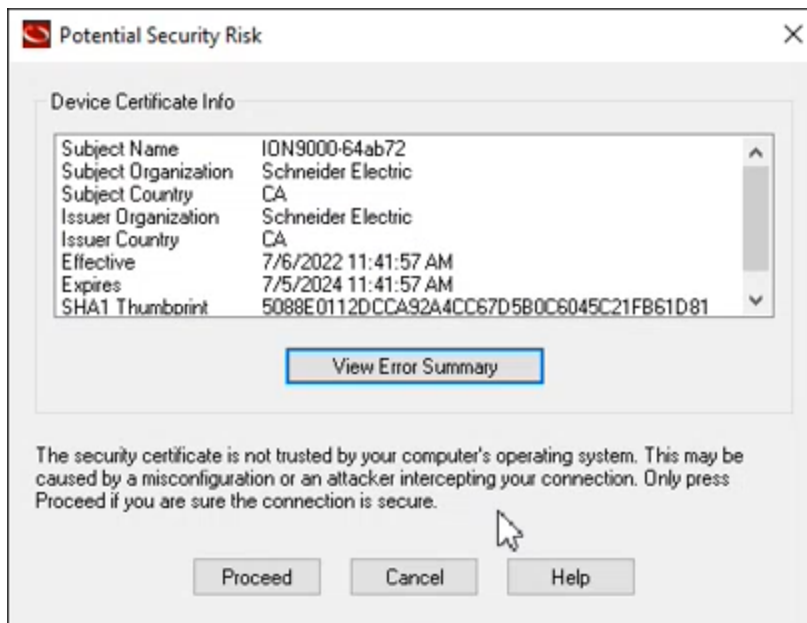 Potential Security Risk
Device Certificate Info
Subject Name ION9000-64ab72
Subject Organization Schneider Electric
Subject Country CA
Issuer Organization Schneider Electric
Issuer Country CA
Effective 7/6/2022 11:41:57 AM
Expires 7/5/2024 11:41:57 AM
SHA1 Thumbprint 5088E0112DCCA92A4CC67D5B0C6045C21FB61D81
View Error Summary
The security certificate is not trusted by your computer's operating system. This may be
caused by a misconfiguration or an attacker intercepting your connection. Only press
Proceed if you are sure the connection is secure.
Proceed Cancel Help